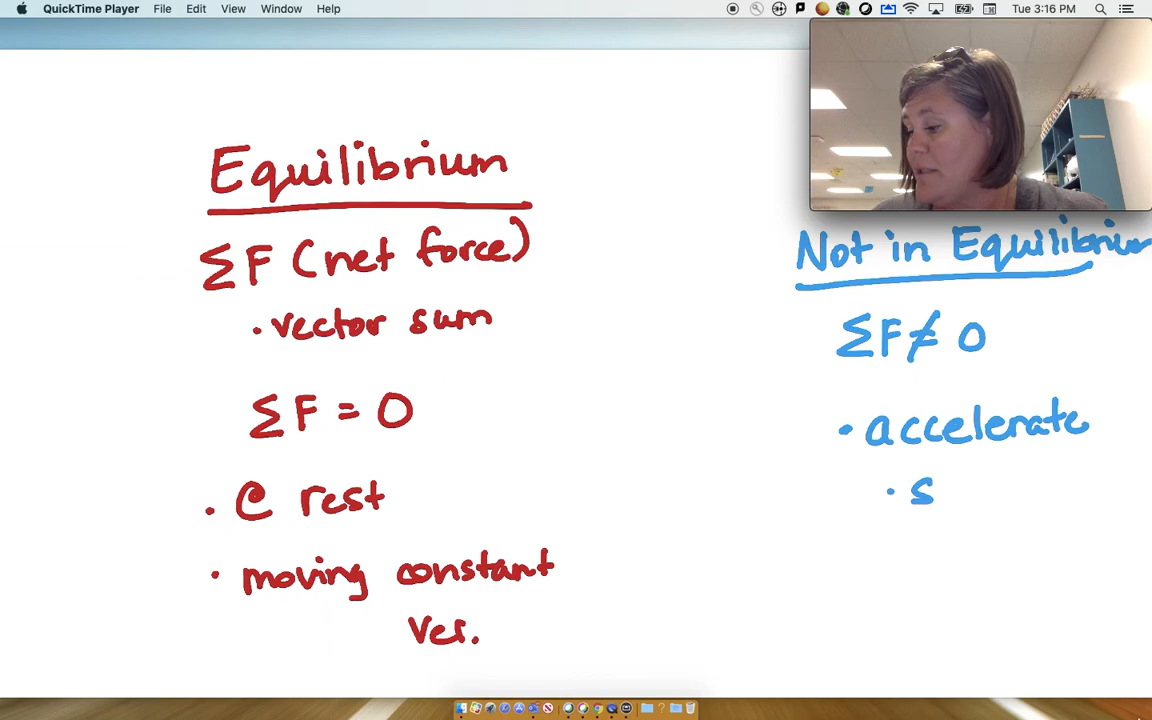 QuickTime Player File Edit View Window Help Tue 3:16 PM
Equilibrium
ΣF (net force)
• vector sum
ΣF = 0
• @ rest
• moving constant
Vel.
Not in Equilibrium
ΣF ≠ 0
• accelerate
• s